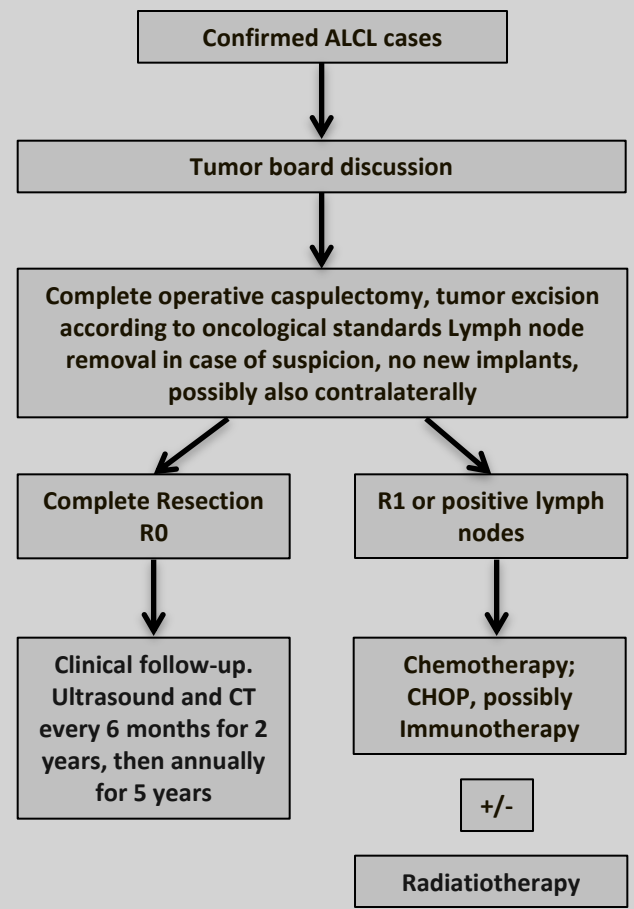 Confirmed ALCL cases
Tumor board discussion
Complete operative caspulectomy, tumor excision
according to oncological standards Lymph node
removal in case of suspicion, no new implants,
possibly also contralaterally
Complete Resection
R0
R1 or positive lymph
nodes
Clinical follow-up.
Ultrasound and CT
every 6 months for 2
years, then annually
for 5 years
Chemotherapy;
CHOP, possibly
Immunotherapy
+/-
Radiatiotherapy